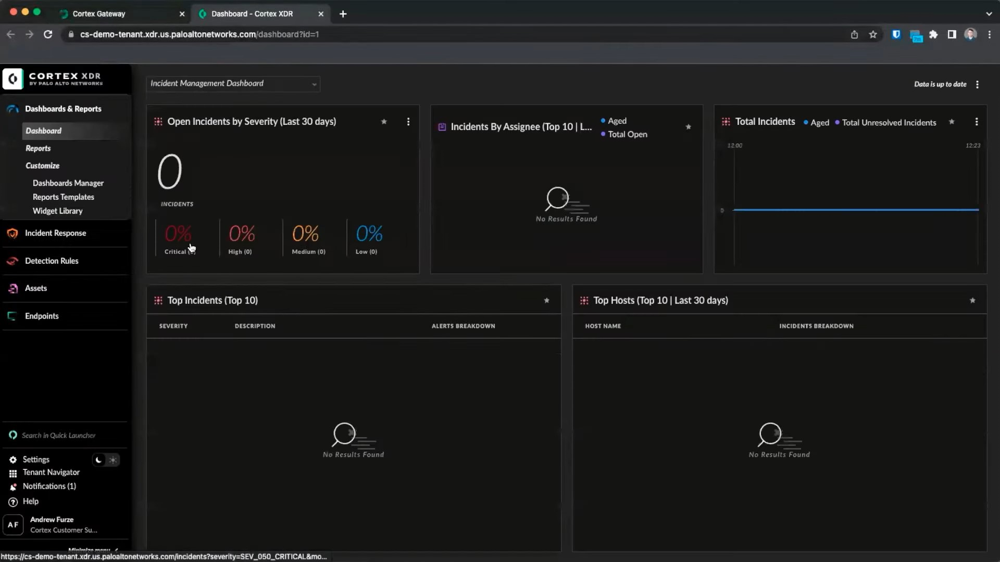 Cortex Gateway
Dashboard - Cortex XDR
cs-demo-tenant.xdr.us.paloaltonetworks.com/dashboard?id=1
7m
CORTEX XDR
BY PALO ALTO NETWORKS
Dashboards & Reports
Dashboard
Reports
Customize
Dashboards Manager
Reports Templates
Widget Library
Incident Response
Detection Rules
Assets
Endpoints
Search in Quick Launcher
Settings
Tenant Navigator
Notifications (1)
Help
AF
Andrew Furze
Cortex Customer Su...
Minimize menu
Incident Management Dashboard
Data is up to date
Open Incidents by Severity (Last 30 days)
0
INCIDENTS
0%
Critical
0%
High (0)
0%
Medium (0)
0%
Low (0)
Incidents By Assignee (Top 10 | L...
Aged
Total Open
No Results Found
Total Incidents
Aged
Total Unresolved Incidents
12:00
12:23
0
Top Incidents (Top 10)
SEVERITY
DESCRIPTION
ALERTS BREAKDOWN
No Results Found
Top Hosts (Top 10 | Last 30 days)
HOST NAME
INCIDENTS BREAKDOWN
No Results Found
https://cs-demo-tenant.xdr.us.paloaltonetworks.com/incidents?severity=SEV_050_CRITICAL&mo...